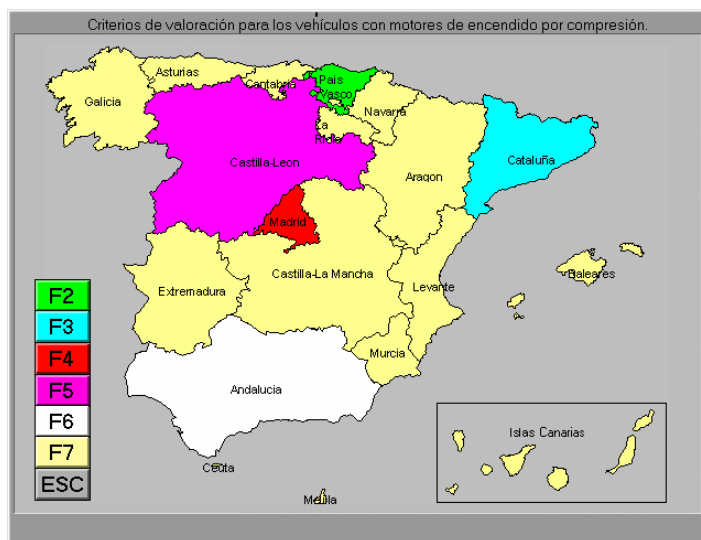 Criterios de valoración para los vehículos con motores de encendido por compresión.
Asturias
Cantabria
Pais
Vasco
Galicia
Navarra
La
Rioja
Castilla-Leon
Cataluña
Aragon
Madrid
Castilla-La Mancha
Baleares
Extremadura
Levante
Murcia
Andalucia
Islas Canarias
Ceuta
Melilla
F2
F3
F4
F5
F6
F7
ESC